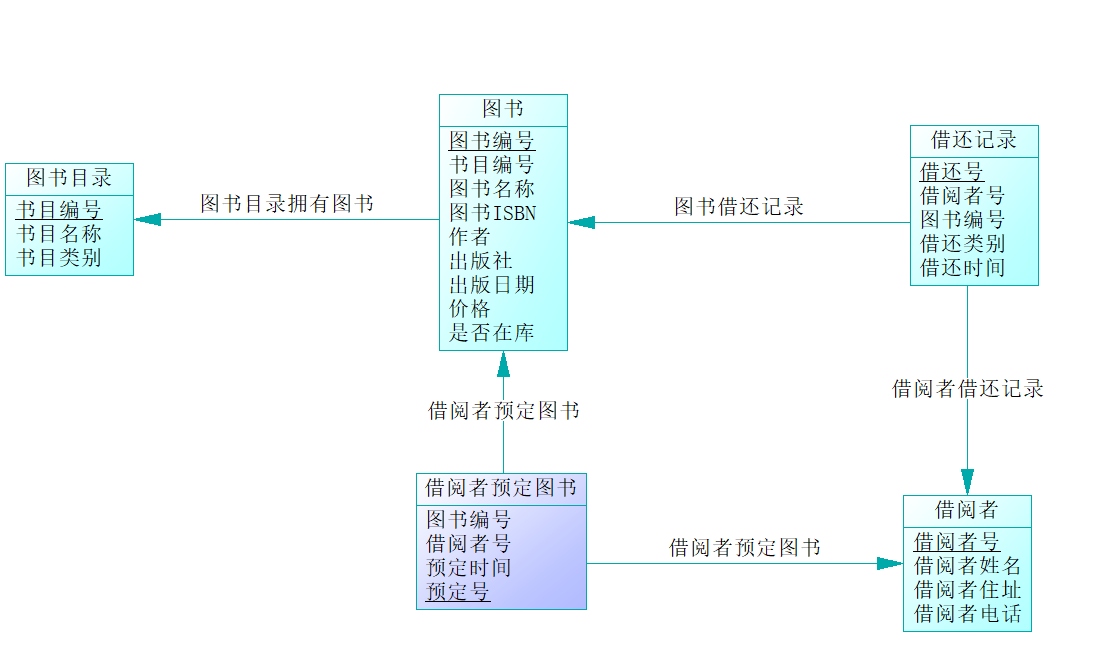 图书
图书编号
书目编号
图书名称
图书ISBN
作者
出版社
出版日期
价格
是否在库
借还记录
借还号
借阅者号
图书编号
借还类别
借还时间
图书目录
书目编号
书目名称
书目类别
图书目录拥有图书
图书借还记录
借阅者借还记录
借阅者预定图书
借阅者预定图书
图书编号
借阅者号
预定时间
预定号
借阅者预定图书
借阅者
借阅者号
借阅者姓名
借阅者住址
借阅者电话